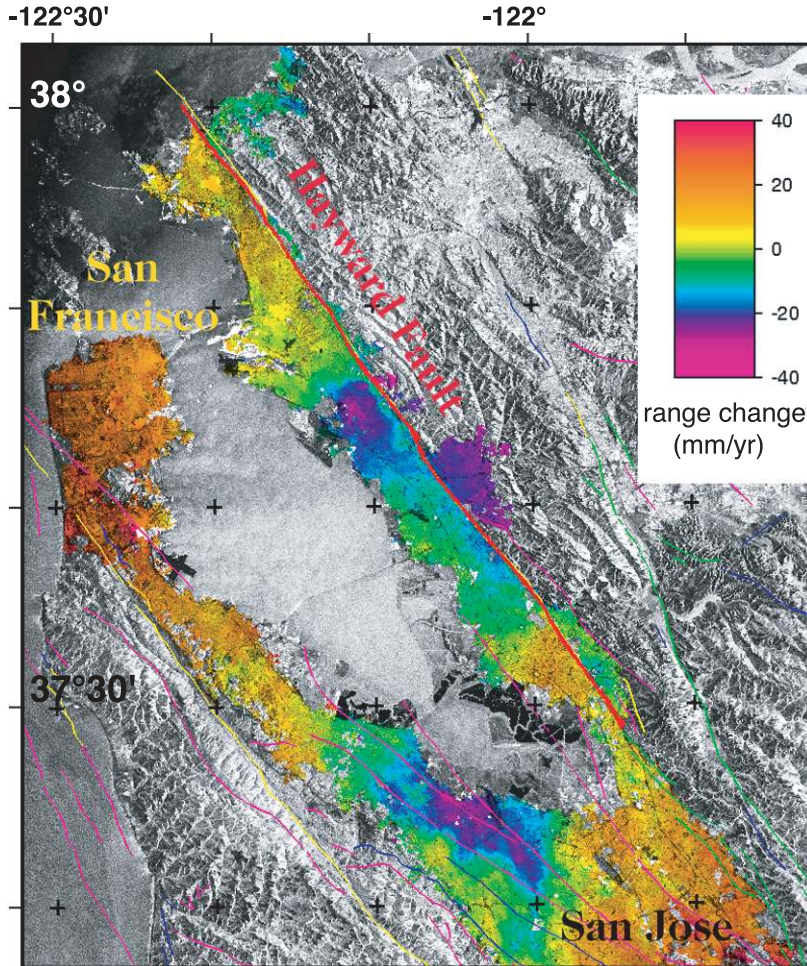 -122°30'
-122°
38°
Hayward Fault
San
Francisco
40
20
0
-20
-40
range change
(mm/yr)
37°30'
San Jose